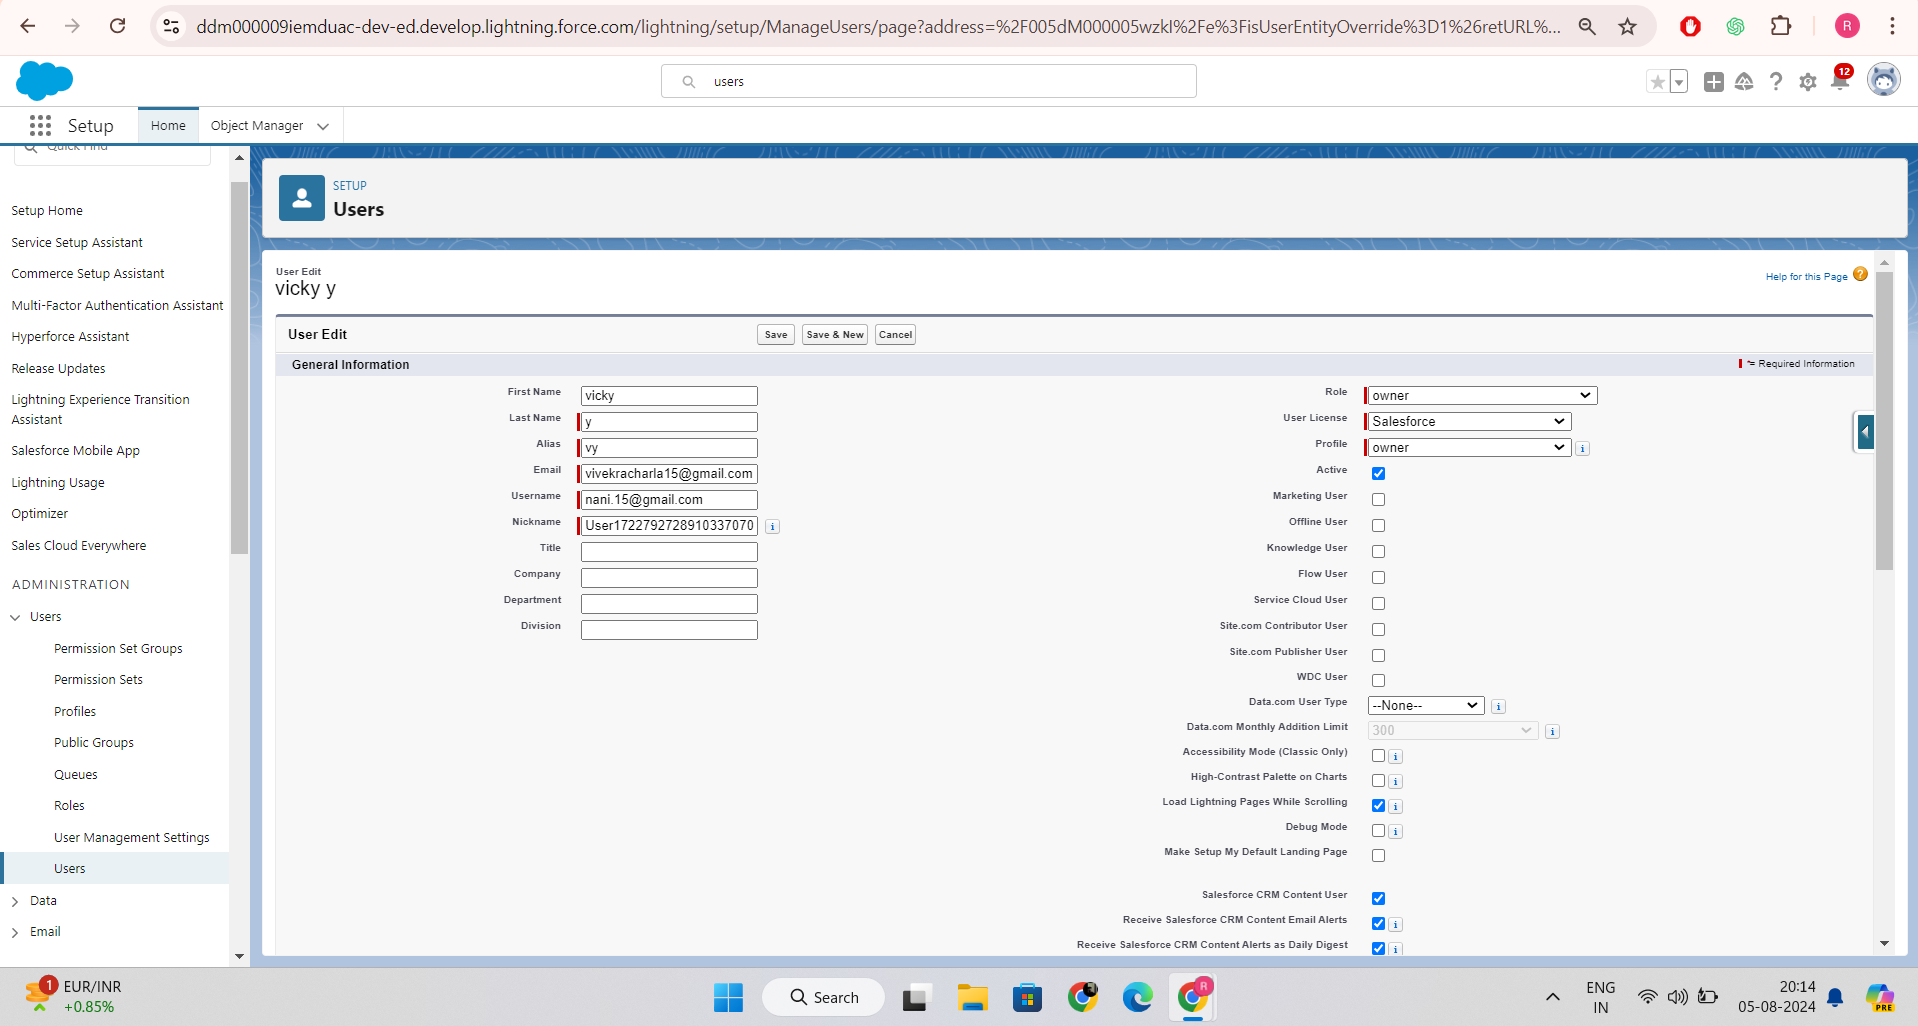 ddm000009iemduac-dev-ed.develop.lightning.force.com/lightning/setup/ManageUsers/page?address=%2F005dM000005wzkI%2Fe%3FisUserEntityOverride%3D1%26retURL%...
R
users
12
Setup
Home
Object Manager
Quick Find
Setup Home
Service Setup Assistant
Commerce Setup Assistant
Multi-Factor Authentication Assistant
Hyperforce Assistant
Release Updates
Lightning Experience Transition
Assistant
Salesforce Mobile App
Lightning Usage
Optimizer
Sales Cloud Everywhere
ADMINISTRATION
Users
Permission Set Groups
Permission Sets
Profiles
Public Groups
Queues
Roles
User Management Settings
Users
Data
Email
SETUP
Users
User Edit
vicky y
Help for this Page ?
User Edit
Save
Save & New
Cancel
General Information
= Required Information
First Name vicky
Last Name y
Alias vy
Email vivekracharla15@gmail.com
Username nani.15@gmail.com
Nickname User1722792728910337070 i
Title
Company
Department
Division
Role owner
User License Salesforce
Profile owner i
Active
Marketing User
Offline User
Knowledge User
Flow User
Service Cloud User
Site.com Contributor User
Site.com Publisher User
WDC User
Data.com User Type --None-- i
Data.com Monthly Addition Limit 300 i
Accessibility Mode (Classic Only) i
High-Contrast Palette on Charts i
Load Lightning Pages While Scrolling i
Debug Mode i
Make Setup My Default Landing Page
Salesforce CRM Content User
Receive Salesforce CRM Content Email Alerts i
Receive Salesforce CRM Content Alerts as Daily Digest i
1
EUR/INR
+0.85%
Search
R
ENG
IN
20:14
05-08-2024
PRE